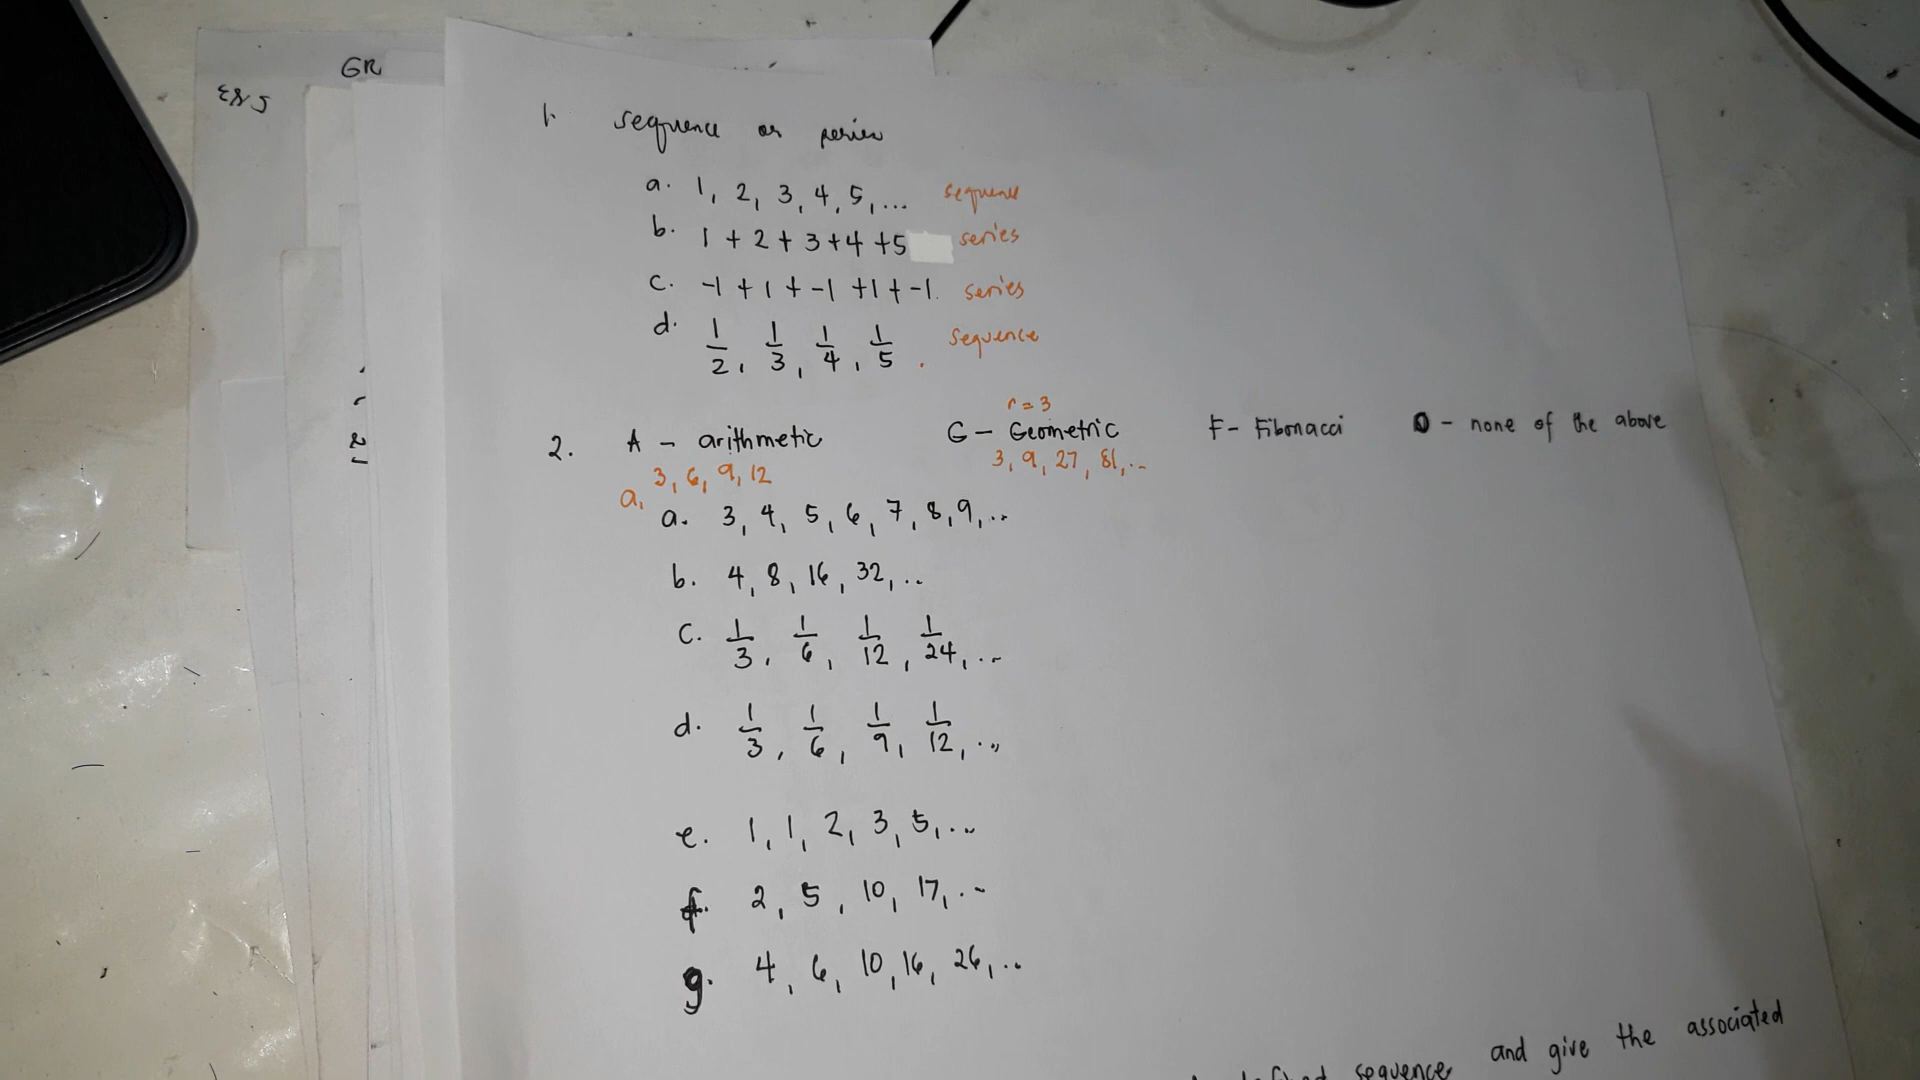 GR
1. sequence or series
a. 1, 2, 3, 4, 5, ... sequence
b. 1 + 2 + 3 + 4 + 5 series
c. -1 + 1 + -1 + 1 + -1. series
d. 1/2, 1/3, 1/4, 1/5. sequence
r = 3
2. A - arithmetic G - Geometric F - Fibonacci O - none of the above
3, 6, 9, 12 3, 9, 27, 81, ..
a,
a. 3, 4, 5, 6, 7, 8, 9, ..
b. 4, 8, 16, 32, ..
c. 1/3, 1/6, 1/12, 1/24, ..
d. 1/3, 1/6, 1/9, 1/12, ..,
e. 1, 1, 2, 3, 5, ...
f. 2, 5, 10, 17, ..
g. 4, 6, 10, 16, 26, ..
sequence and give the associated